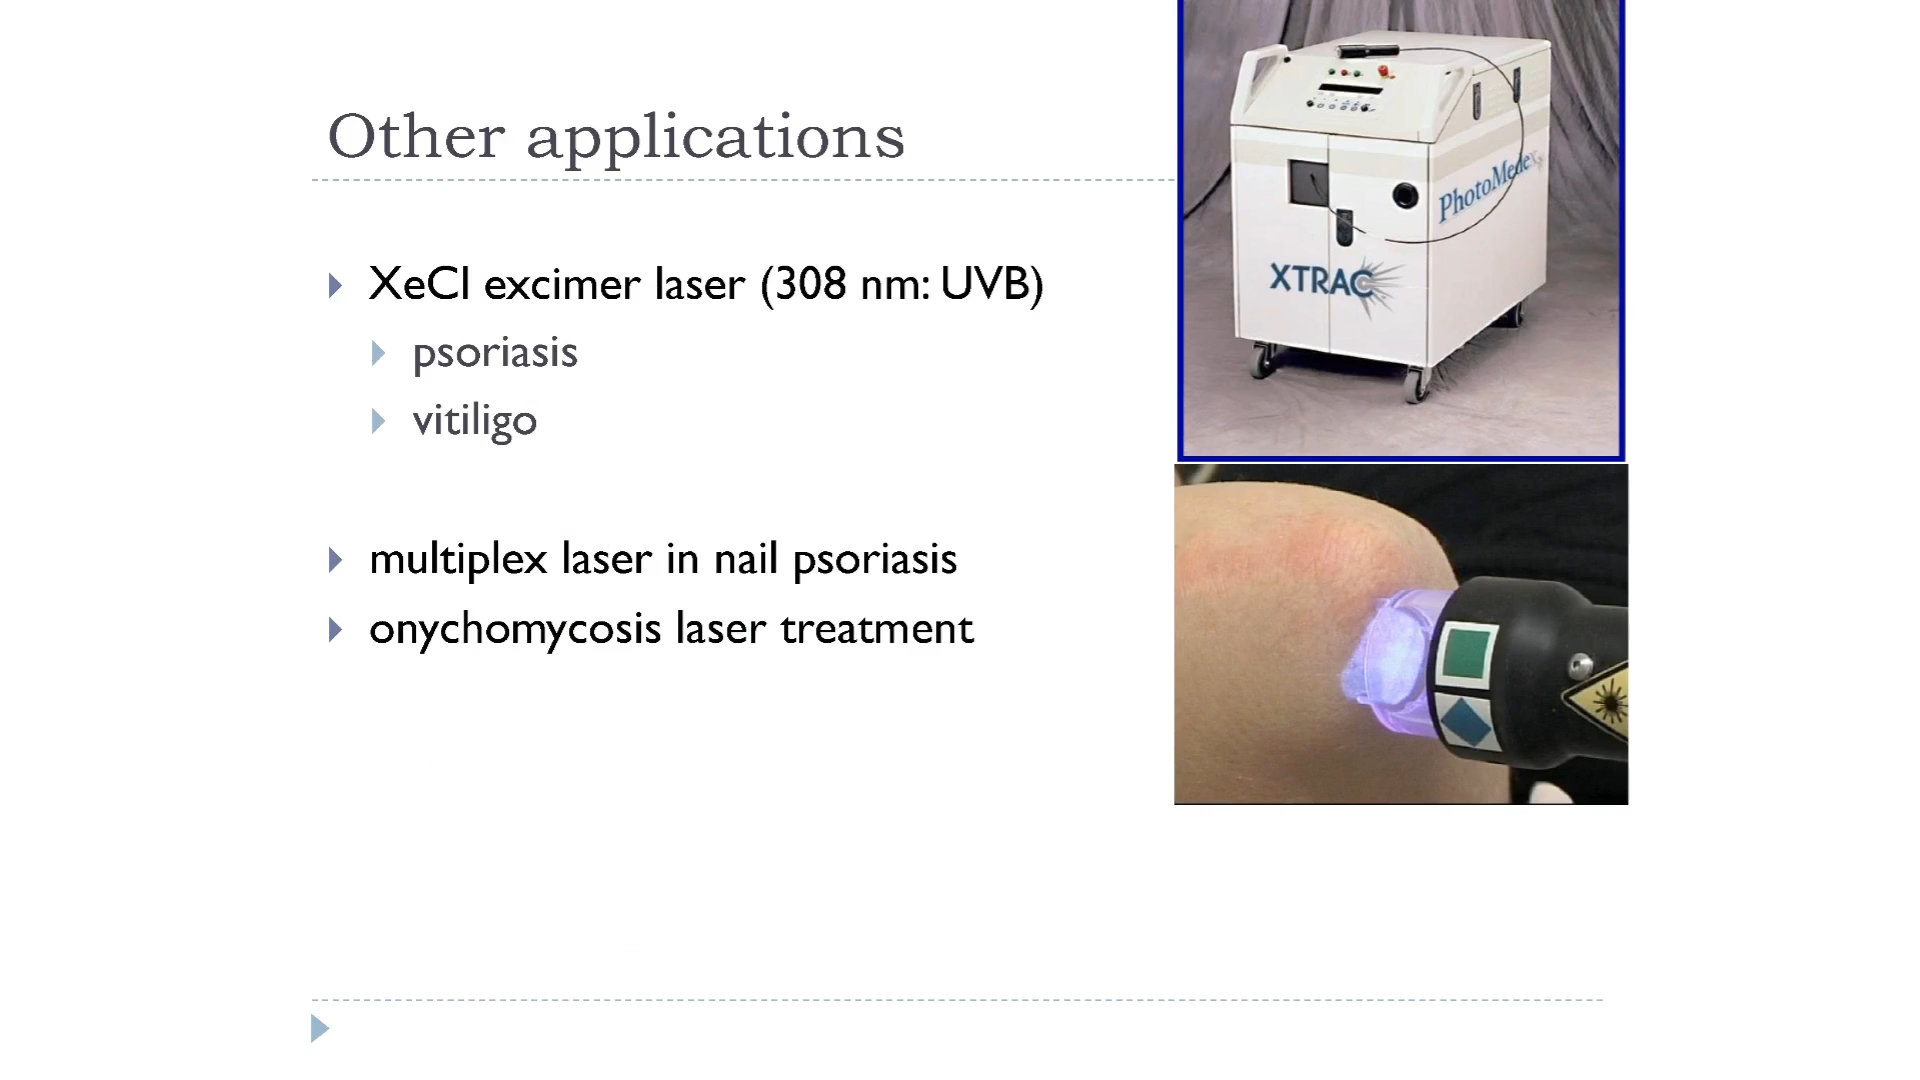 Other applications
XeCl excimer laser (308 nm: UVB)
psoriasis
vitiligo
multiplex laser in nail psoriasis
onychomycosis laser treatment
PhotoMedex
XTRAC